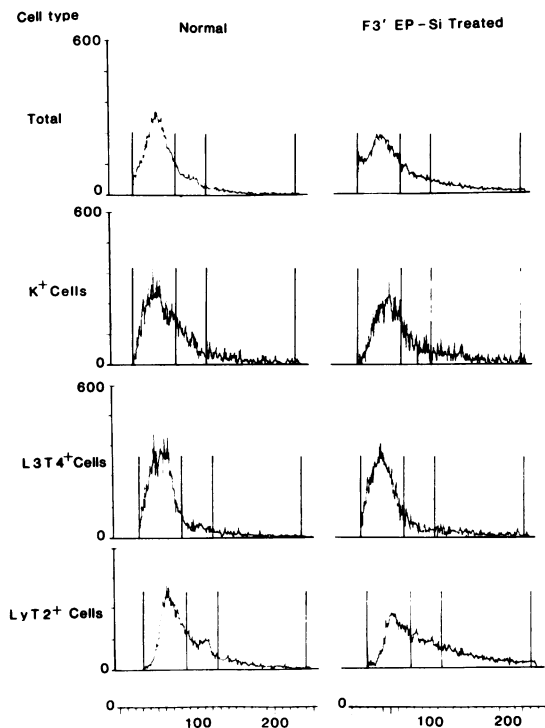 Cell type
Normal
F3' EP-Si Treated
600
Total
0
600
K+ Cells
0
600
L3T4+ Cells
0
LyT2+ Cells
0
0 100 200
0 100 200